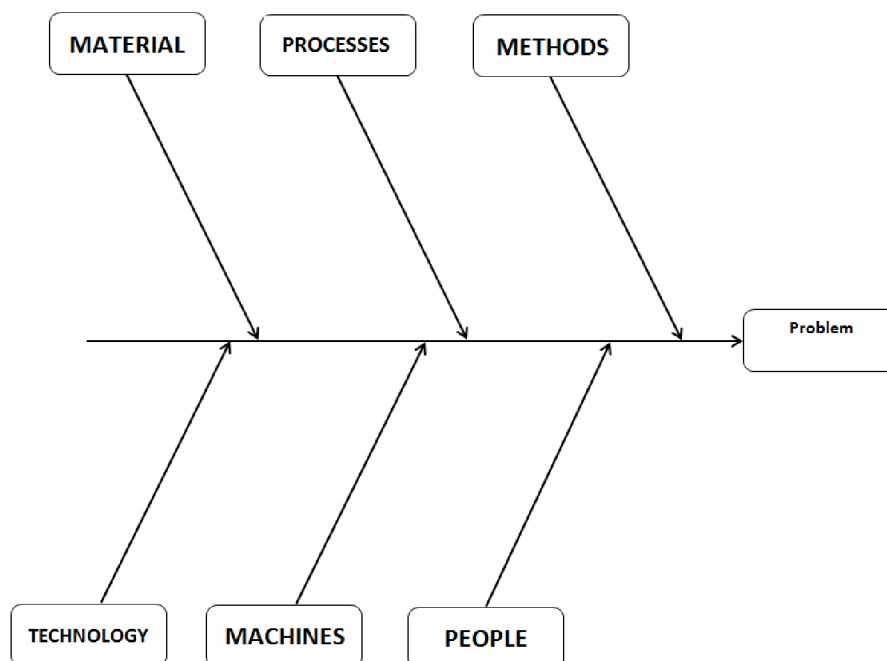 MATERIAL
PROCESSES
METHODS
Problem
TECHNOLOGY
MACHINES
PEOPLE